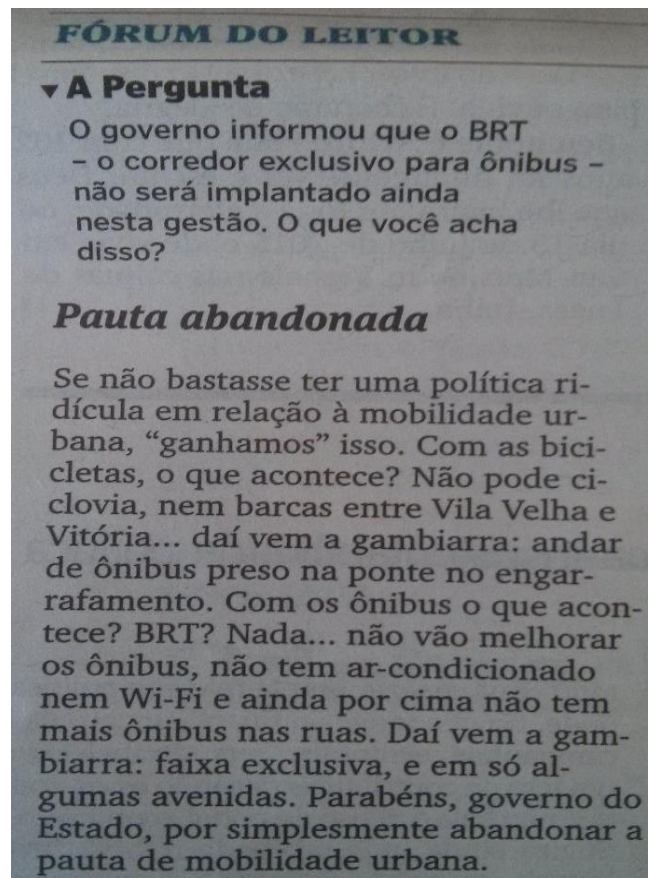 FÓRUM DO LEITOR
▼ A Pergunta
O governo informou que o BRT
– o corredor exclusivo para ônibus –
não será implantado ainda
nesta gestão. O que você acha
disso?
Pauta abandonada
Se não bastasse ter uma política ri-
dícula em relação à mobilidade ur-
bana, “ganhamos” isso. Com as bici-
cletas, o que acontece? Não pode ci-
clovia, nem barcas entre Vila Velha e
Vitória... daí vem a gambiarra: andar
de ônibus preso na ponte no engar-
rafamento. Com os ônibus o que acon-
tece? BRT? Nada... não vão melhorar
os ônibus, não tem ar-condicionado
nem Wi-Fi e ainda por cima não tem
mais ônibus nas ruas. Daí vem a gam-
biarra: faixa exclusiva, e em só al-
gumas avenidas. Parabéns, governo do
Estado, por simplesmente abandonar a
pauta de mobilidade urbana.